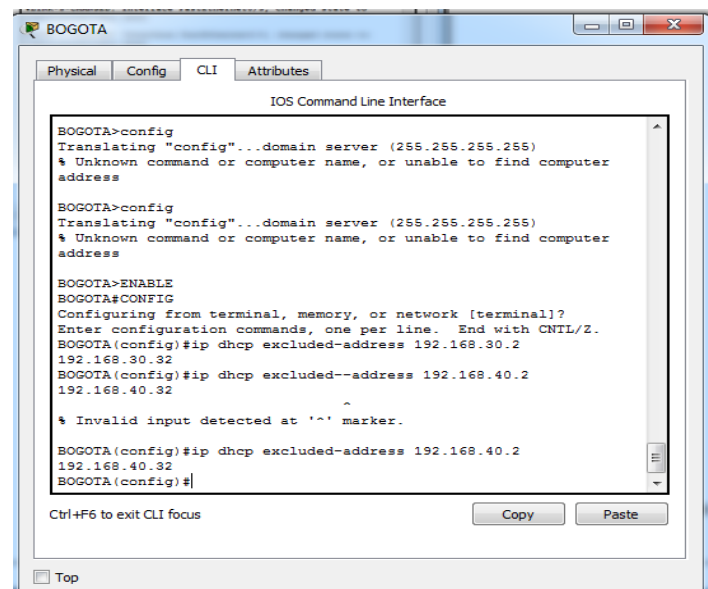 BOGOTA
Physical Config CLI Attributes
IOS Command Line Interface
BOGOTA>config
Translating "config"...domain server (255.255.255.255)
% Unknown command or computer name, or unable to find computer
address
BOGOTA>config
Translating "config"...domain server (255.255.255.255)
% Unknown command or computer name, or unable to find computer
address
BOGOTA>ENABLE
BOGOTA#CONFIG
Configuring from terminal, memory, or network [terminal]?
Enter configuration commands, one per line.  End with CNTL/Z.
BOGOTA(config)#ip dhcp excluded-address 192.168.30.2
192.168.30.32
BOGOTA(config)#ip dhcp excluded--address 192.168.40.2
192.168.40.32
^
% Invalid input detected at '^' marker.
BOGOTA(config)#ip dhcp excluded-address 192.168.40.2
192.168.40.32
BOGOTA(config)#
Ctrl+F6 to exit CLI focus Copy Paste
Top